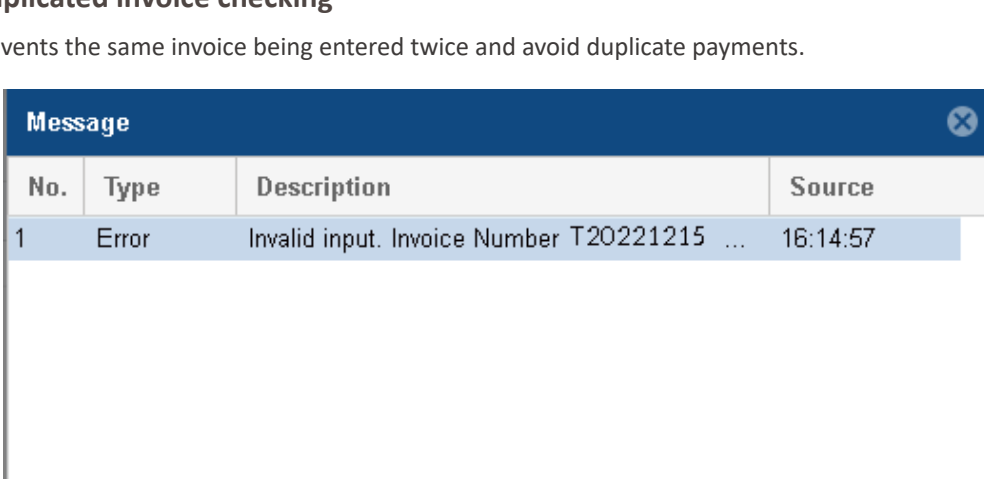 plicated invoice checking
vents the same invoice being entered twice and avoid duplicate payments.
Message
No. Type Description Source
1 Error Invalid input. Invoice Number T20221215 ... 16:14:57